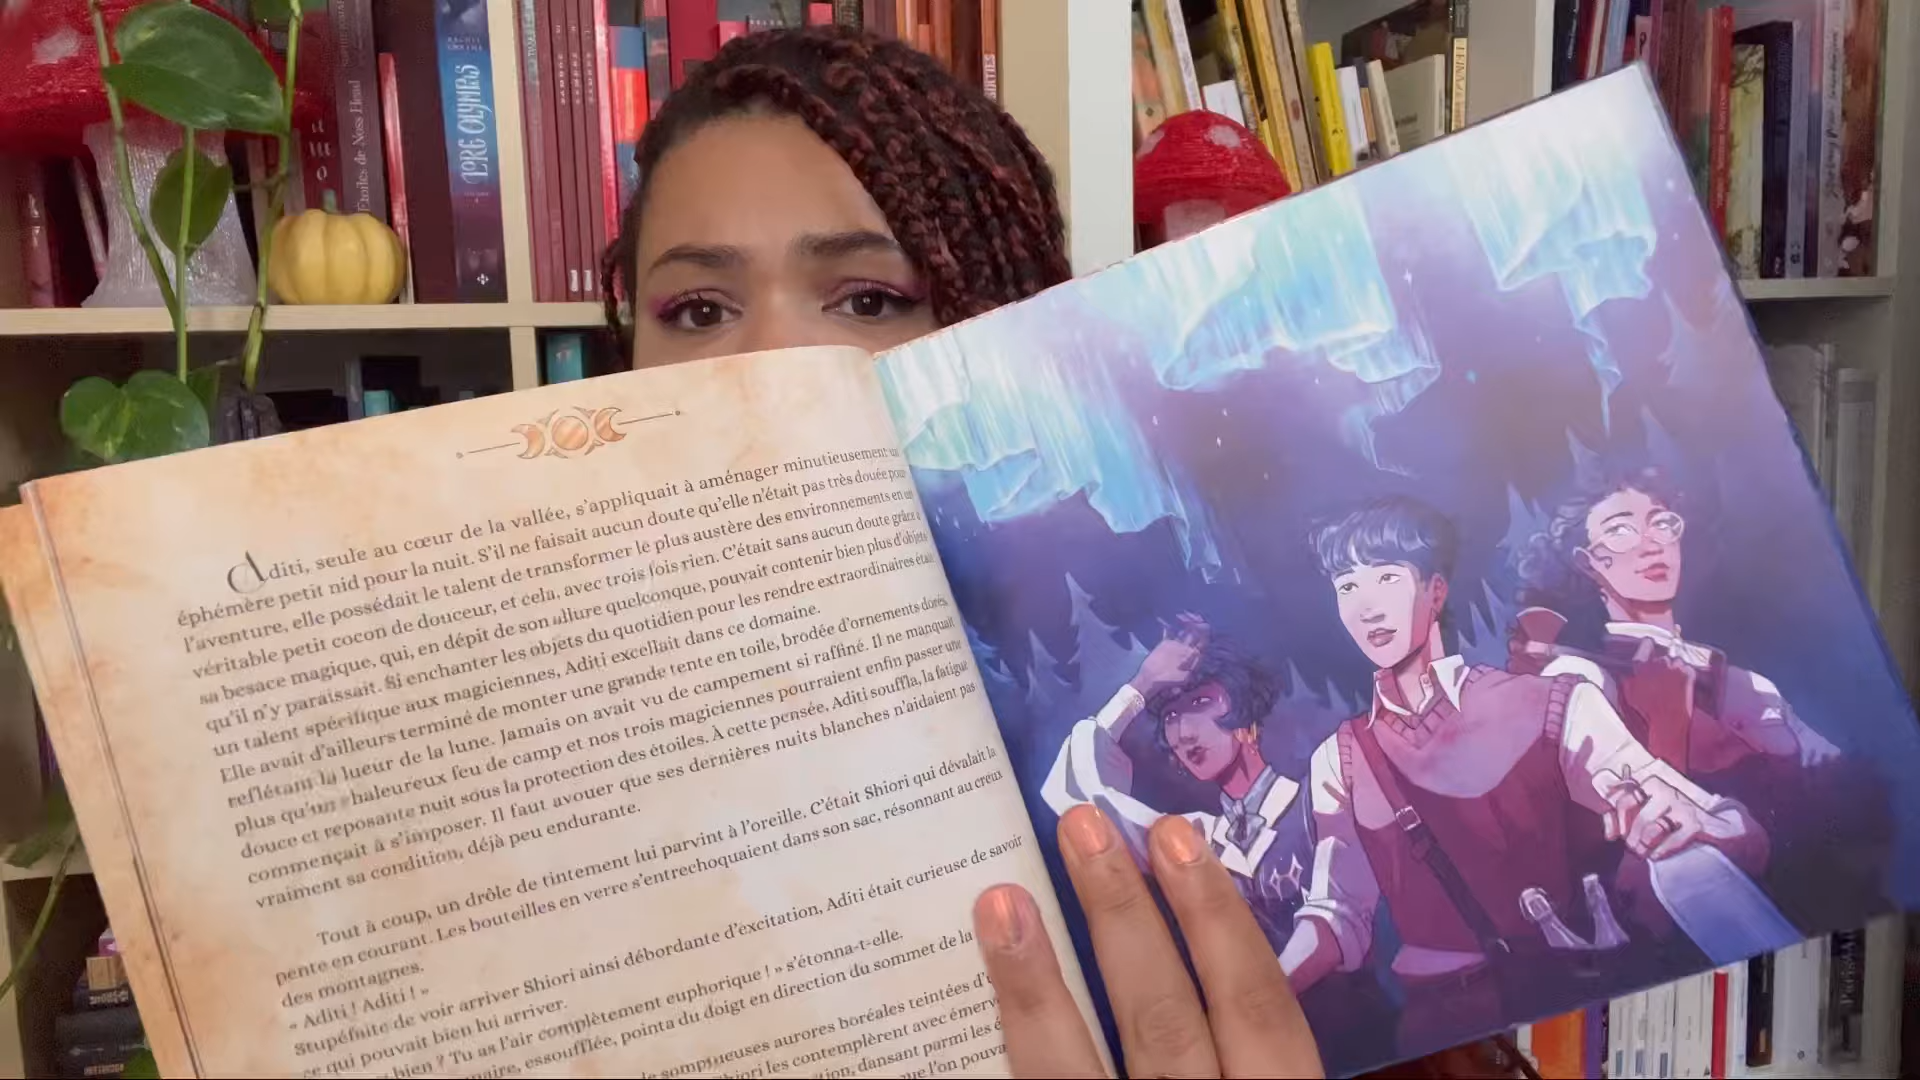 Aditi, seule au cœur de la vallée, s'appliquait à aménager minutieusement un
éphémère petit nid pour la nuit. S'il ne faisait aucun doute qu'elle n'était pas très douée pour
l'aventure, elle possédait le talent de transformer le plus austère des environnements en un
véritable petit cocon de douceur, et cela, avec trois fois rien. C'était sans aucun doute grâce à
sa besace magique, qui, en dépit de son allure quelconque, pouvait contenir bien plus d'objets
qu'il n'y paraissait. Si enchanter les objets du quotidien pour les rendre extraordinaires était
un talent spécifique aux magiciennes, Aditi excellait dans ce domaine.
Elle avait d'ailleurs terminé de monter une grande tente en toile, brodée d'ornements dorés,
reflétant la lueur de la lune. Jamais on avait vu de campement si raffiné. Il ne manquait
plus qu'un chaleureux feu de camp et nos trois magiciennes pourraient enfin passer une
douce et reposante nuit sous la protection des étoiles. À cette pensée, Aditi souffla, la fatigue
commençait à s'imposer. Il faut avouer que ses dernières nuits blanches n'aidaient pas
vraiment sa condition, déjà peu endurante.
Tout à coup, un drôle de tintement lui parvint à l'oreille. C'était Shiori qui dévalait la
pente en courant. Les bouteilles en verre s'entrechoquaient dans son sac, résonnant au creux
des montagnes.
« Aditi ! Aditi ! »
Stupéfaite de voir arriver Shiori ainsi débordante d'excitation, Aditi était curieuse de savoir
ce qui pouvait bien lui arriver.
bien ? Tu as l'air complètement euphorique ! » s'étonna-t-elle.
essoufflée, pointa du doigt en direction du sommet de la
de somptueuses aurores boréales teintées d'
les contemplèrent avec
dansant parmi les
que l'on
Étoiles de Noss Head
LORE OLYMPUS